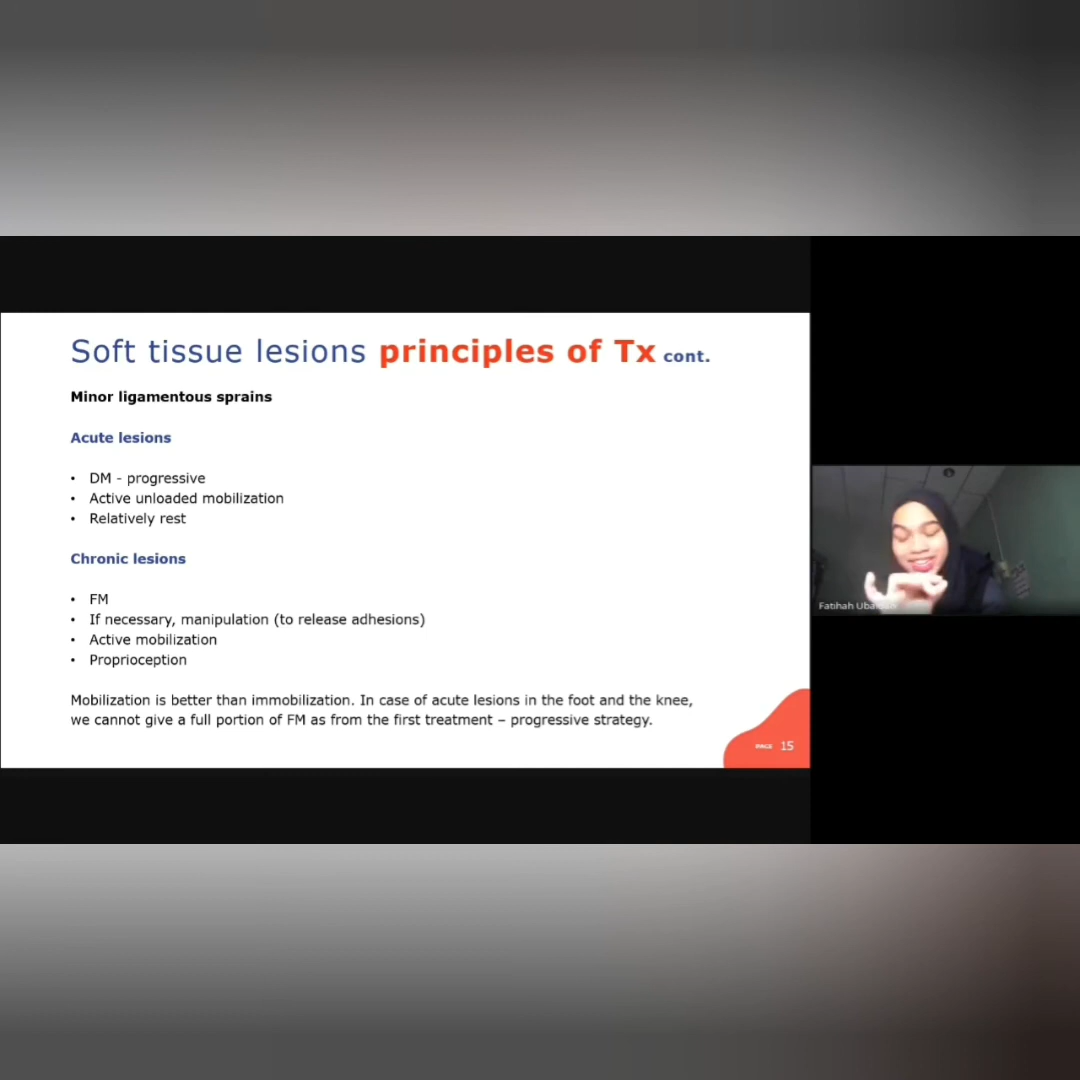 Soft tissue lesions principles of Tx cont.
Minor ligamentous sprains
Acute lesions
• DM - progressive
• Active unloaded mobilization
• Relatively rest
Chronic lesions
• FM
• If necessary, manipulation (to release adhesions)
• Active mobilization
• Proprioception
Mobilization is better than immobilization. In case of acute lesions in the foot and the knee,
we cannot give a full portion of FM as from the first treatment – progressive strategy.
PAGE 15
Fatihah